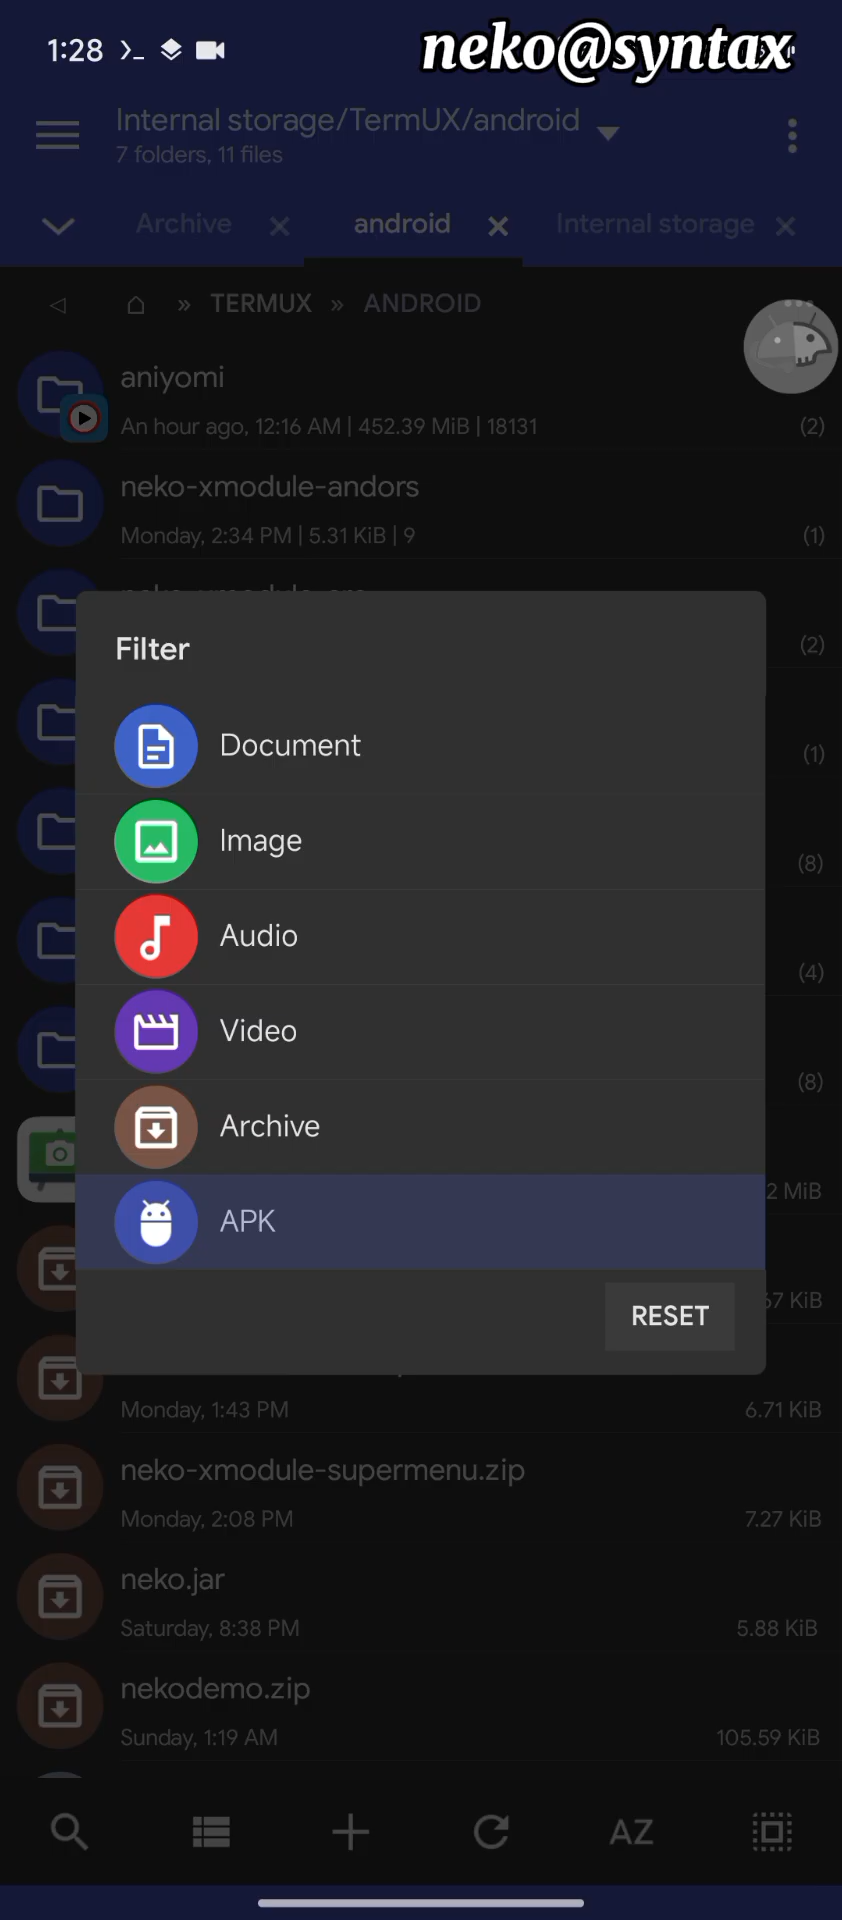 1:28
neko@syntax
Internal storage/TermUX/android
7 folders, 11 files
Archive
android
Internal storage
» TERMUX » ANDROID
aniyomi
An hour ago, 12:16 AM | 452.39 MiB | 18131
(2)
neko-xmodule-andors
Monday, 2:34 PM | 5.31 KiB | 9
(1)
(2)
(1)
(8)
(4)
(8)
Filter
Document
Image
Audio
Video
Archive
APK
RESET
2 MiB
67 KiB
Monday, 1:43 PM
6.71 KiB
neko-xmodule-supermenu.zip
Monday, 2:08 PM
7.27 KiB
neko.jar
Saturday, 8:38 PM
5.88 KiB
nekodemo.zip
Sunday, 1:19 AM
105.59 KiB
AZ